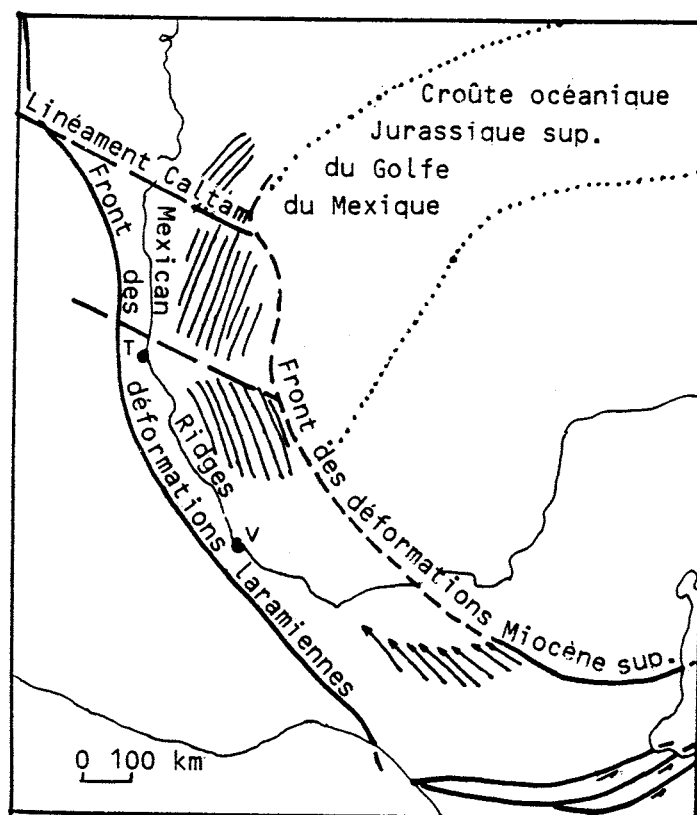 Croûte océanique
Jurassique sup.
du Golfe
du Mexique
Linéament Caltam
Front des déformations laramiennes
Mexican Ridges
T
V
Front des déformations Miocène sup.
0 100 km